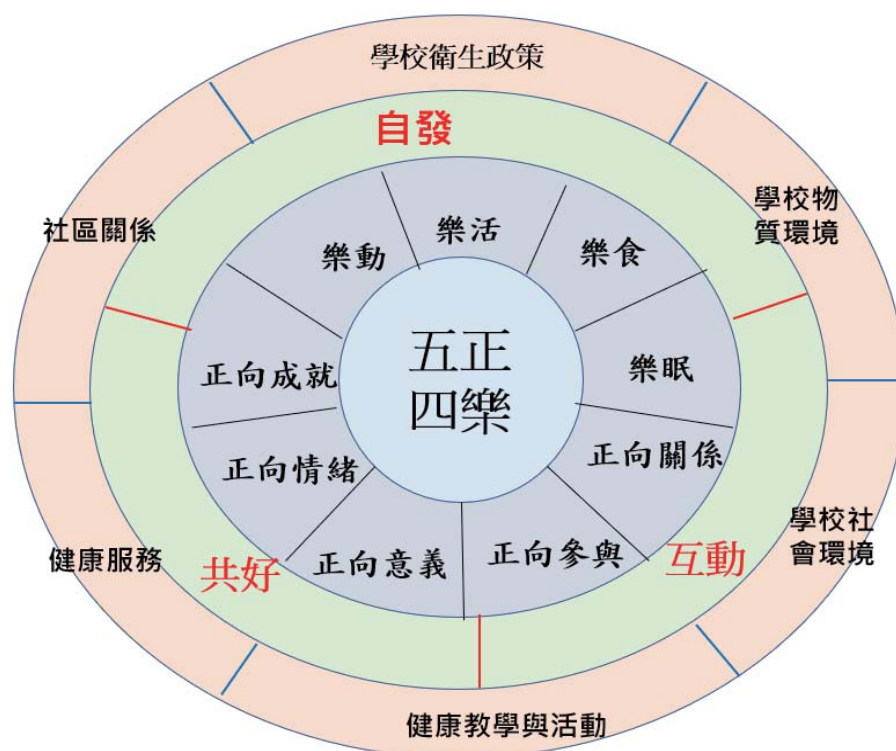 學校衛生政策
自發
社區關係
學校物
質環境
樂活
樂動
樂食
五正
四樂
正向成就
樂眠
正向情緒
正向關係
學校社
會環境
健康服務
共好
正向意義
正向參與
互動
健康教學與活動